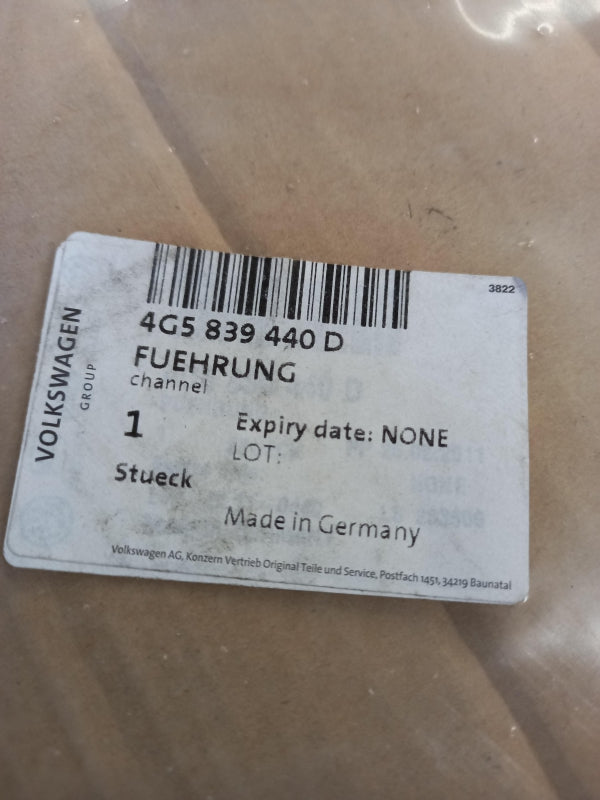 3822
4G5 839 440 D
FUEHRUNG
channel
1
Expiry date: NONE
LOT:
Stueck
Made in Germany
Volkswagen AG, Konzern Vertrieb Original Teile und Service, Postfach 1451, 34219 Baunatal
VOLKSWAGEN
GROUP